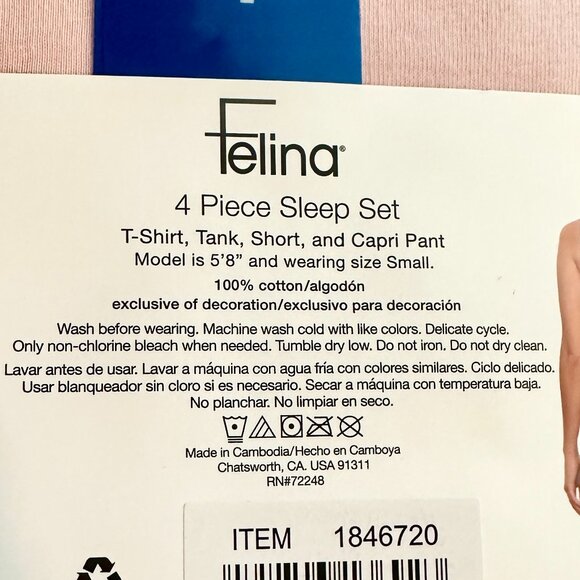 Felina®
4 Piece Sleep Set
T-Shirt, Tank, Short, and Capri Pant
Model is 5'8" and wearing size Small.
100% cotton/algodón
exclusive of decoration/exclusivo para decoración
Wash before wearing. Machine wash cold with like colors. Delicate cycle.
Only non-chlorine bleach when needed. Tumble dry low. Do not iron. Do not dry clean.
Lavar antes de usar. Lavar a máquina con agua fría con colores similares. Ciclo delicado.
Usar blanqueador sin cloro si es necesario. Secar a máquina con temperatura baja.
No planchar. No limpiar en seco.
Made in Cambodia/Hecho en Camboya
Chatsworth, CA. USA 91311
RN#72248
ITEM 1846720